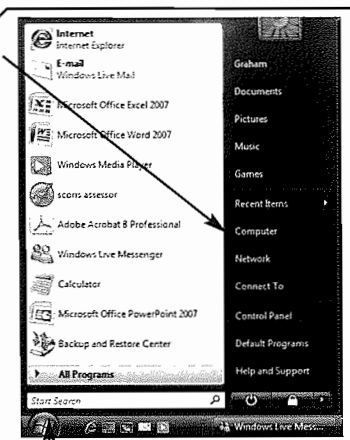 Internet
Internet Explorer
E-mail
Windows Live Mail
Microsoft Office Excel 2007
Microsoft Office Word 2007
Windows Media Player
scons assessor
Adobe Acrobat 8 Professional
Windows Live Messenger
Calculator
Microsoft Office PowerPoint 2007
Backup and Restore Center
All Programs
Start Search
Graham
Documents
Pictures
Music
Games
Recent Items
Computer
Network
Connect To
Control Panel
Default Programs
Help and Support
Windows Live Mess...